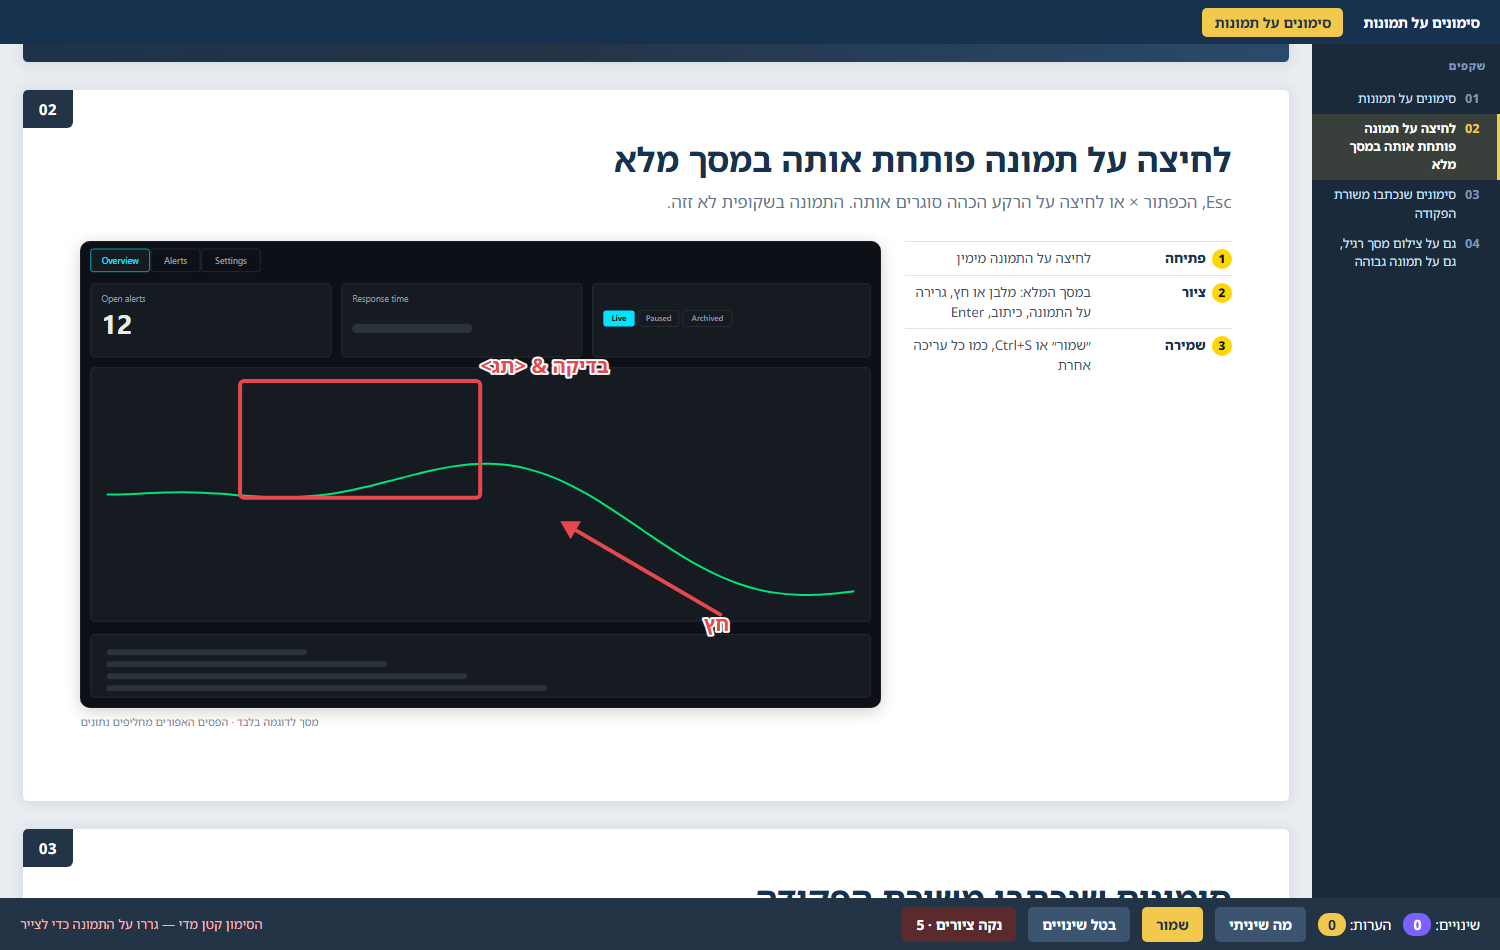 סימונים על תמונות
סימונים על תמונות
שקפים
01 סימונים על תמונות
02 לחיצה על תמונה
פותחת אותה במסך
מלא
03 סימונים שנכתבו משורת
הפקודה
04 גם על צילום מסך רגיל,
גם על תמונה גבוהה
02
לחיצה על תמונה פותחת אותה במסך מלא
Esc, הכפתור × או לחיצה על הרקע הכהה סוגרים אותה. התמונה בשקופית לא זזה.
1 פתיחה לחיצה על התמונה מימין
2 ציור במסך המלא: מלבן או חץ, גרירה
על התמונה, כיתוב, Enter
3 שמירה ״שמור״ או Ctrl+S, כמו כל עריכה
אחרת
Overview Alerts Settings
Open alerts
12
Response time
Live Paused Archived
בדיקה & <תג>
חץ
מסך לדוגמה בלבד · הפסים האפורים מחליפים נתונים
03
סימונים שנכתבו משורת הפקודה
שינויים: 0 הערות: 0 מה שיניתי שמור בטל שינויים נקה ציורים · 5
הסימון קטן מדי — גררו על התמונה כדי לצייר